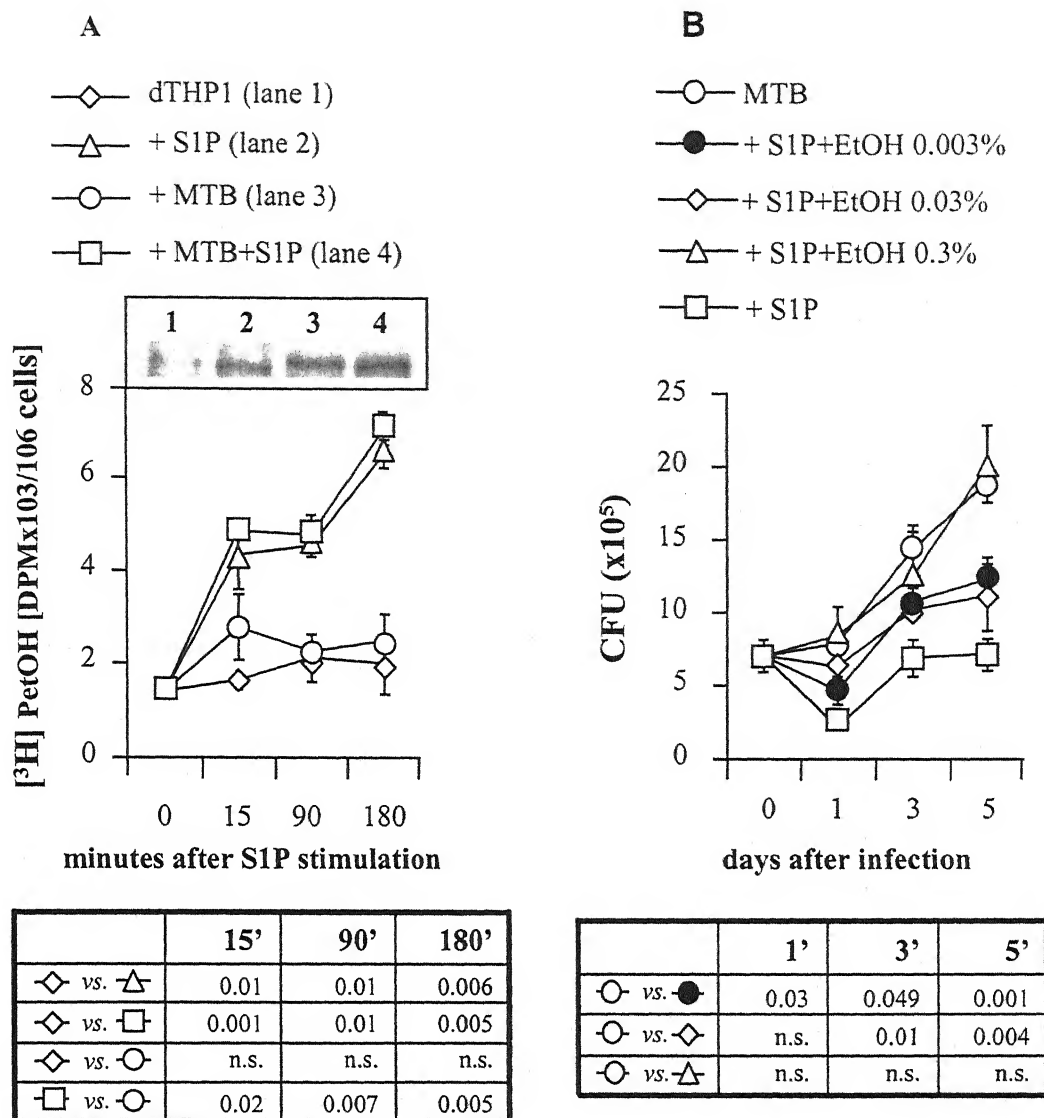 A
dTHP1 (lane 1)
+ S1P (lane 2)
+ MTB (lane 3)
+ MTB+S1P (lane 4)
1 2 3 4
[³H] PetOH [DPMx103/106 cells]
8
6
4
2
0
0 15 90 180
minutes after S1P stimulation
15’ 90’ 180’
vs. 0.01 0.01 0.006
vs. 0.001 0.01 0.005
vs. n.s. n.s. n.s.
vs. 0.02 0.007 0.005
B
MTB
+ S1P+EtOH 0.003%
+ S1P+EtOH 0.03%
+ S1P+EtOH 0.3%
+ S1P
CFU (x10⁵)
25
20
15
10
5
0
0 1 3 5
days after infection
1’ 3’ 5’
vs. 0.03 0.049 0.001
vs. n.s. 0.01 0.004
vs. n.s. n.s. n.s.